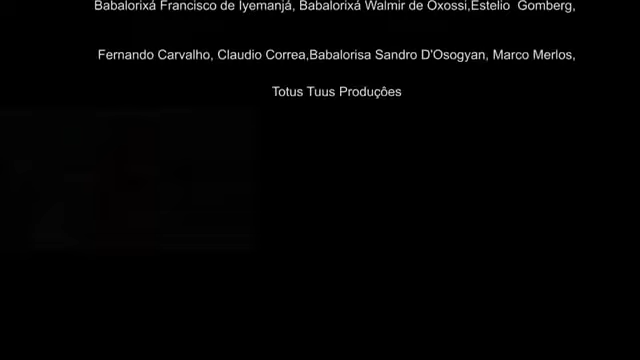 Babalorixá Francisco de Iyemanjá, Babalorixá Walmir de Oxossi,Estelio  Gomberg,
Fernando Carvalho, Claudio Correa,Babalorisa Sandro D'Osogyan, Marco Merlos,
Totus Tuus Produções